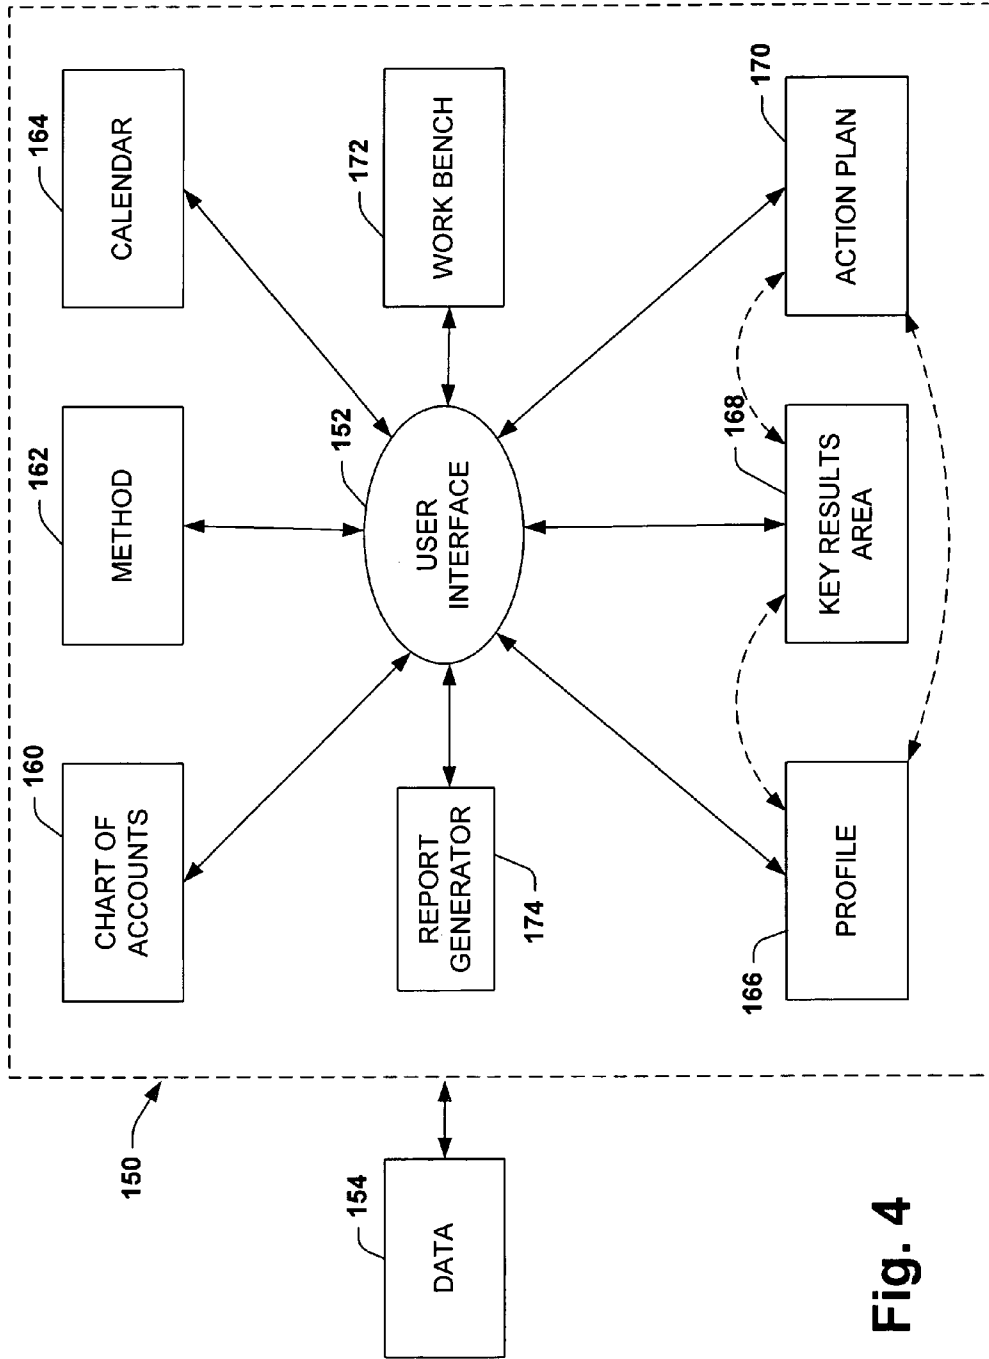 160
CHART OF
ACCOUNTS
162
METHOD
164
CALENDAR
150
154
DATA
REPORT
GENERATOR
174
152
USER
INTERFACE
172
WORK BENCH
166
PROFILE
168
KEY RESULTS
AREA
170
ACTION PLAN
Fig. 4